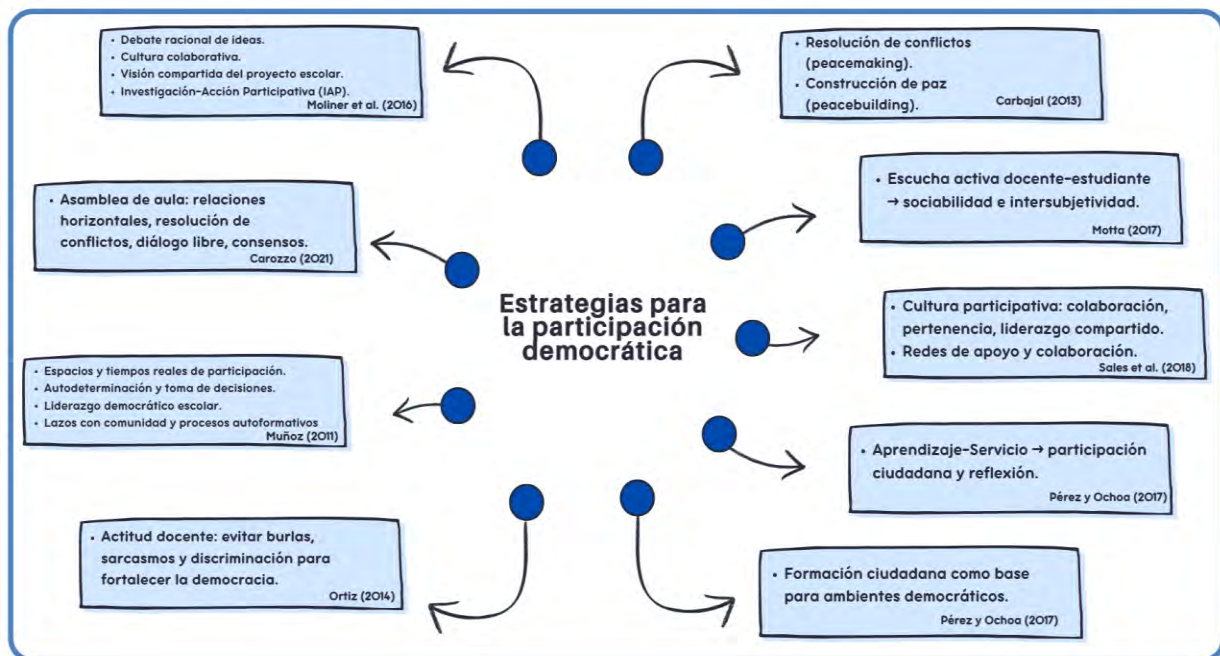 • Debate racional de ideas.
• Cultura colaborativa.
• Visión compartida del proyecto escolar.
• Investigación-Acción Participativa (IAP).
Moliner et al. (2016)
• Resolución de conflictos
(peacemaking).
• Construcción de paz
(peacebuilding).
Carbajal (2013)
• Asamblea de aula: relaciones
horizontales, resolución de
conflictos, diálogo libre, consensos.
Carozzo (2021)
• Escucha activa docente-estudiante
→ sociabilidad e intersubjetividad.
Motta (2017)
Estrategias para
la participación
democrática
• Cultura participativa: colaboración,
pertenencia, liderazgo compartido.
• Redes de apoyo y colaboración.
Sales et al. (2018)
• Espacios y tiempos reales de participación.
• Autodeterminación y toma de decisiones.
• Liderazgo democrático escolar.
• Lazos con comunidad y procesos autoformativos
Muñoz (2011)
• Aprendizaje-Servicio → participación
ciudadana y reflexión.
Pérez y Ochoa (2017)
• Actitud docente: evitar burlas,
sarcasmos y discriminación para
fortalecer la democracia.
Ortiz (2014)
• Formación ciudadana como base
para ambientes democráticos.
Pérez y Ochoa (2017)